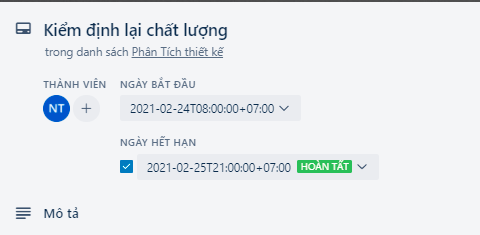 Kiểm định lại chất lượng
trong danh sách Phân Tích thiết kế
THÀNH VIÊN NGÀY BẮT ĐẦU
NT + 2021-02-24T08:00:00+07:00
NGÀY HẾT HẠN
2021-02-25T21:00:00+07:00 HOÀN TẤT
Mô tả